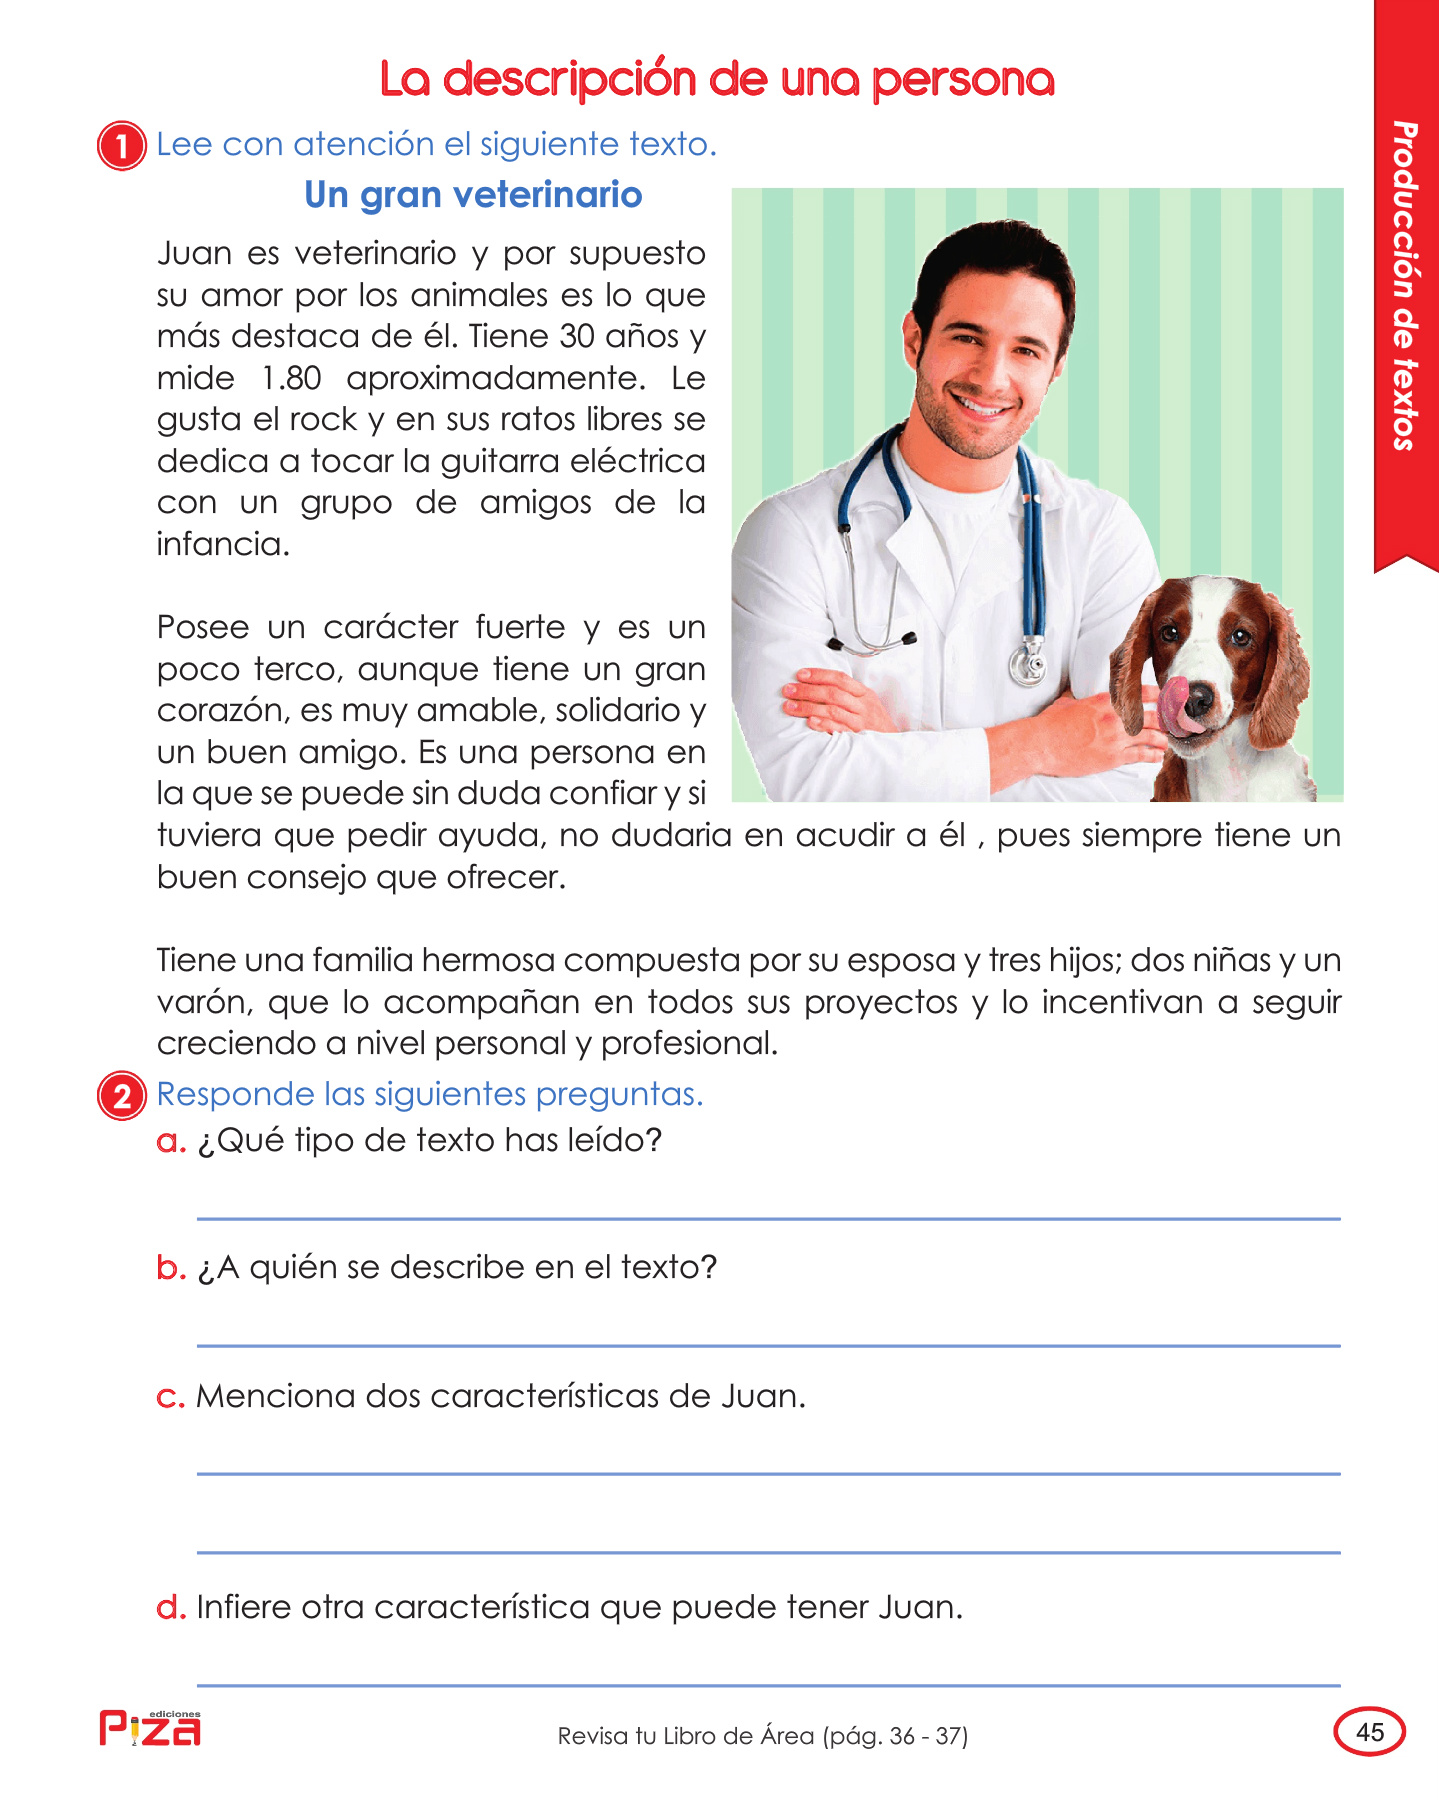 La descripción de una persona
1 Lee con atención el siguiente texto.
Un gran veterinario
Juan es veterinario y por supuesto
su amor por los animales es lo que
más destaca de él. Tiene 30 años y
mide 1.80 aproximadamente. Le
gusta el rock y en sus ratos libres se
dedica a tocar la guitarra eléctrica
con un grupo de amigos de la
infancia.
Posee un carácter fuerte y es un
poco terco, aunque tiene un gran
corazón, es muy amable, solidario y
un buen amigo. Es una persona en
la que se puede sin duda confiar y si
tuviera que pedir ayuda, no dudaria en acudir a él , pues siempre tiene un
buen consejo que ofrecer.
Tiene una familia hermosa compuesta por su esposa y tres hijos; dos niñas y un
varón, que lo acompañan en todos sus proyectos y lo incentivan a seguir
creciendo a nivel personal y profesional.
2 Responde las siguientes preguntas.
a. ¿Qué tipo de texto has leído?
b. ¿A quién se describe en el texto?
c. Menciona dos características de Juan.
d. Infiere otra característica que puede tener Juan.
Producción de textos
ediciones
Piza
Revisa tu Libro de Área (pág. 36 - 37)
45